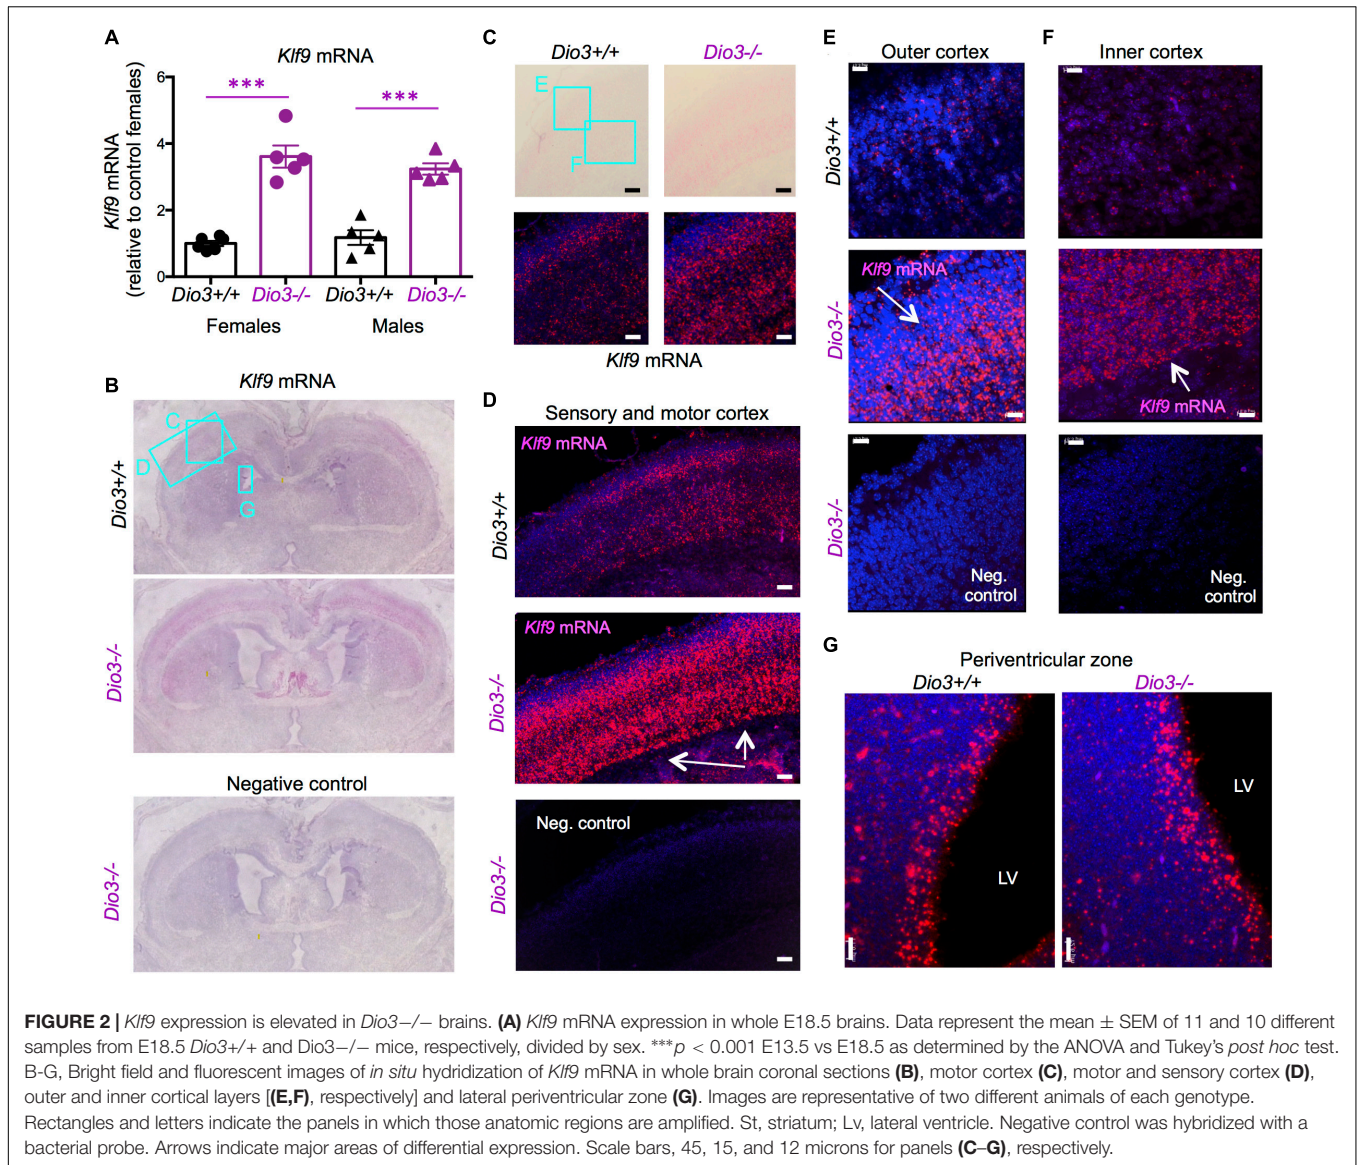 A
Klf9 mRNA
Klf9 mRNA
(relative to control females)
6
4
2
0
***
***
Dio3+/+
Dio3-/-
Dio3+/+
Dio3-/-
Females
Males
B
Klf9 mRNA
Dio3+/+
C
D
G
Dio3-/-
Negative control
Dio3-/-
C
Dio3+/+
Dio3-/-
E
F
Klf9 mRNA
D
Sensory and motor cortex
Dio3+/+
Klf9 mRNA
Dio3-/-
Klf9 mRNA
Dio3-/-
Neg. control
E
Outer cortex
Dio3+/+
Dio3-/-
Klf9 mRNA
Dio3-/-
Neg.
control
F
Inner cortex
Klf9 mRNA
Neg.
control
G
Periventricular zone
Dio3+/+
Dio3-/-
LV
LV
FIGURE 2 | Klf9 expression is elevated in Dio3−/− brains. (A) Klf9 mRNA expression in whole E18.5 brains. Data represent the mean ± SEM of 11 and 10 different
samples from E18.5 Dio3+/+ and Dio3−/− mice, respectively, divided by sex. ***p < 0.001 E13.5 vs E18.5 as determined by the ANOVA and Tukey's post hoc test.
B-G, Bright field and fluorescent images of in situ hydridization of Klf9 mRNA in whole brain coronal sections (B), motor cortex (C), motor and sensory cortex (D),
outer and inner cortical layers [(E,F), respectively] and lateral periventricular zone (G). Images are representative of two different animals of each genotype.
Rectangles and letters indicate the panels in which those anatomic regions are amplified. St, striatum; Lv, lateral ventricle. Negative control was hybridized with a
bacterial probe. Arrows indicate major areas of differential expression. Scale bars, 45, 15, and 12 microns for panels (C–G), respectively.